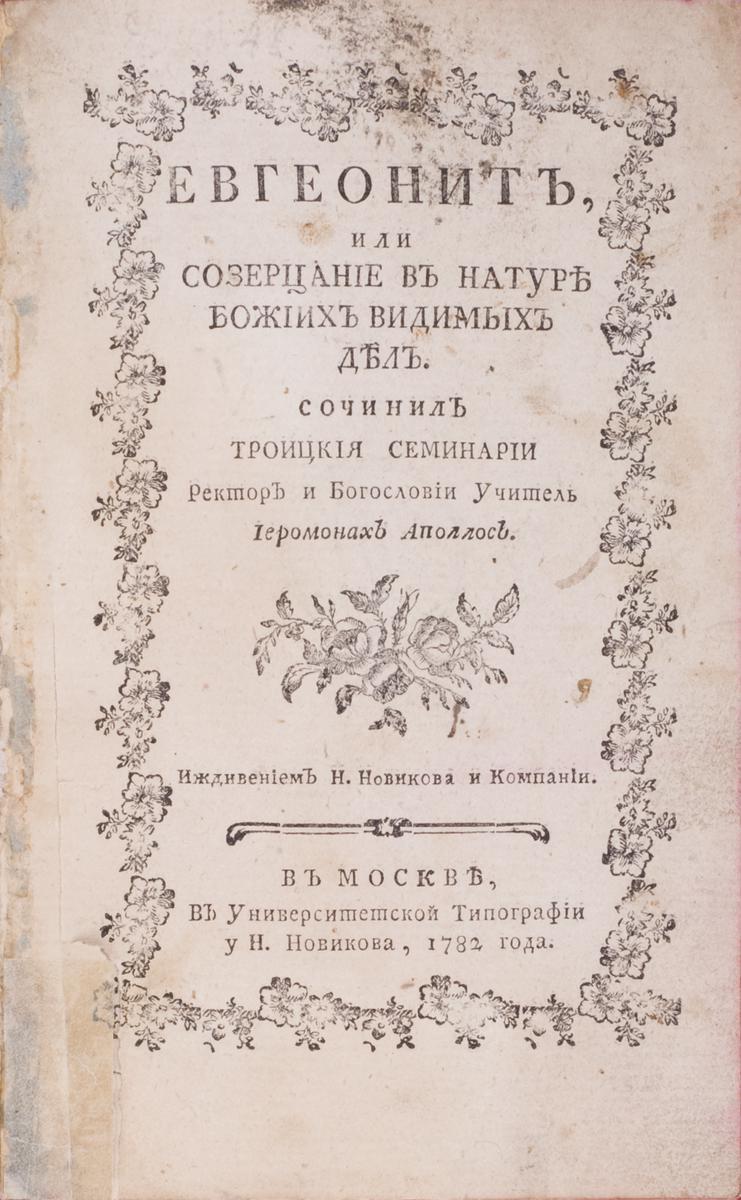 ЕВГЕОНИТЪ,
ИЛИ
СОЗЕРЦАНІЕ ВЪ НАТУРѢ
БОЖІИХЪ ВИДИМЫХЪ
ДѢЛЪ.
СОЧИНИЛЪ
ТРОИЦКІЯ СЕМИНАРІИ
Ректоръ и Богословіи Учитель
Іеромонахъ Аполлосъ.
Иждивеніемъ Н. Новикова и Компаніи.
ВЪ МОСКВѢ,
Въ Университетской Типографіи
у Н. Новикова, 1782 года.